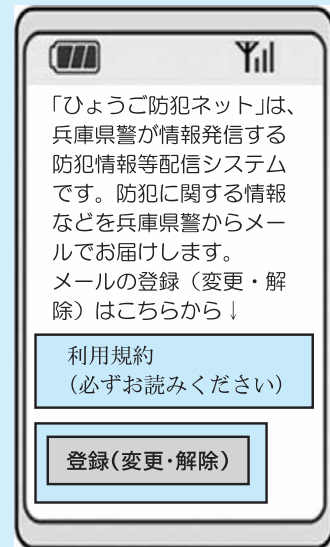 「ひょうご防犯ネット」は、
兵庫県警が情報発信する
防犯情報等配信システム
です。防犯に関する情報
などを兵庫県警からメー
ルでお届けします。
メールの登録（変更・解
除）はこちらから↓
利用規約
（必ずお読みください）
登録(変更・解除)